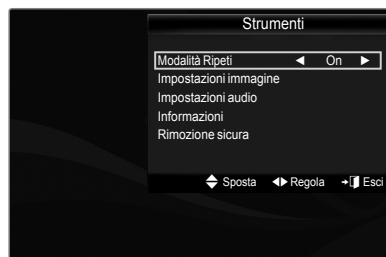 Strumenti
Modalità Ripeti ◀ On ▶
Impostazioni immagine
Impostazioni audio
Informazioni
Rimozione sicura
Sposta Regola Esci